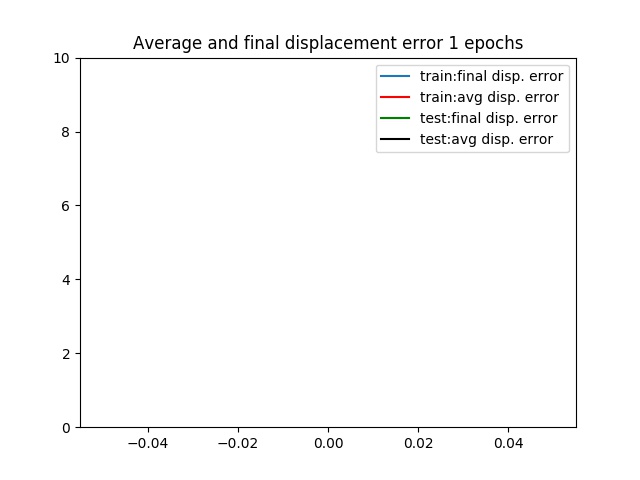 Average and final displacement error 1 epochs
train:final disp. error
train:avg disp. error
test:final disp. error
test:avg disp. error
10
8
6
4
2
0
−0.04 −0.02 0.00 0.02 0.04